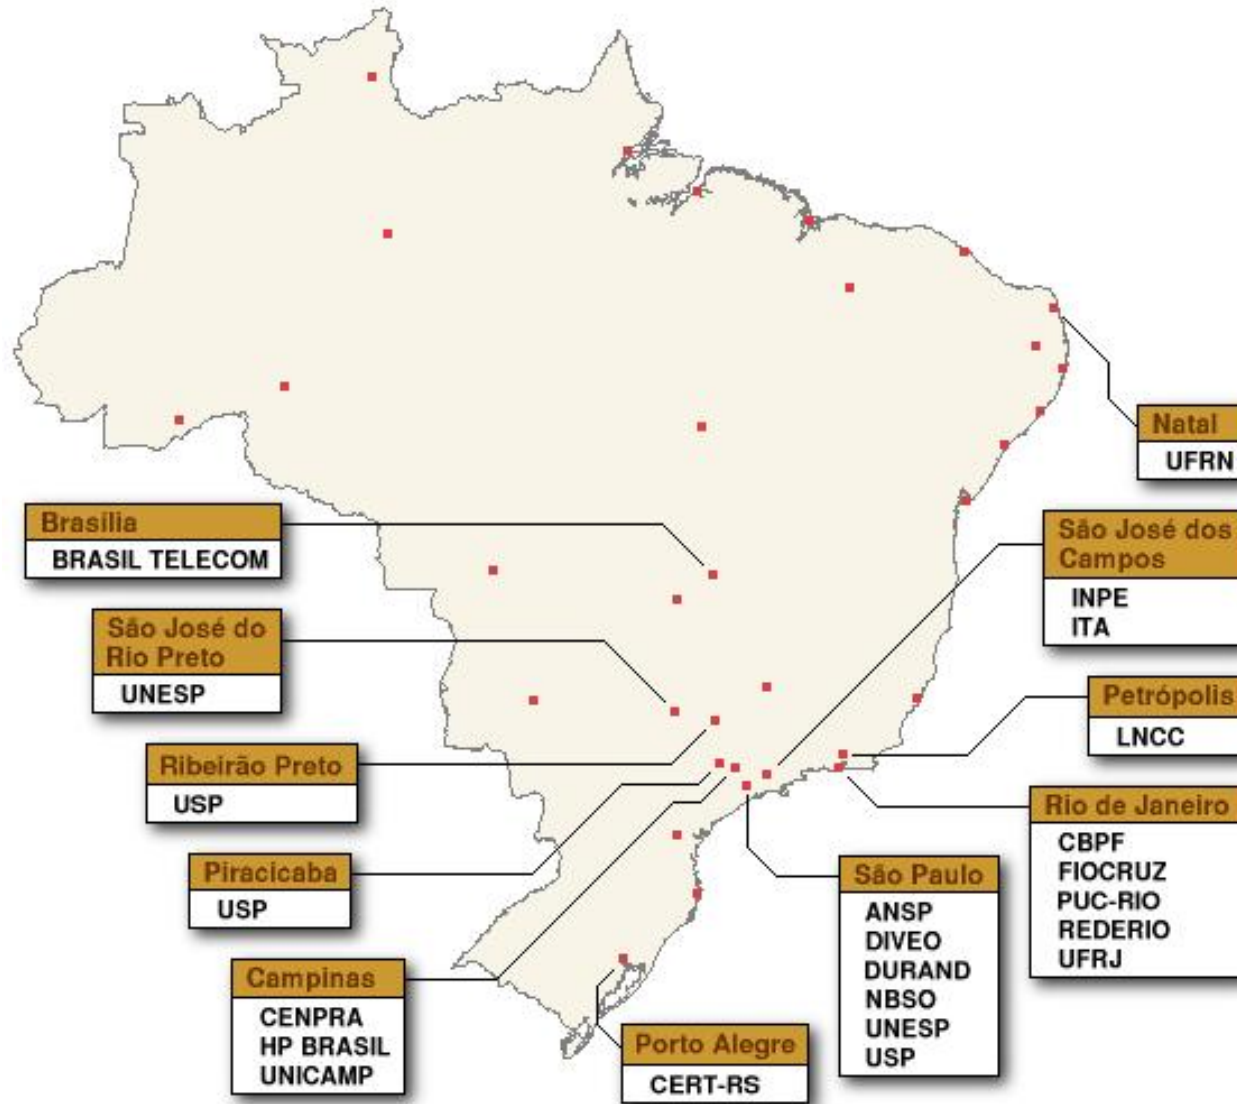 Natal
UFRN
Brasília
BRASIL TELECOM
São José dos
Campos
INPE
ITA
São José do
Rio Preto
UNESP
Petrópolis
LNCC
Ribeirão Preto
USP
Rio de Janeiro
CBPF
FIOCRUZ
PUC-RIO
REDERIO
UFRJ
Piracicaba
USP
São Paulo
ANSP
DIVEO
DURAND
NBSO
UNESP
USP
Campinas
CENPRA
HP BRASIL
UNICAMP
Porto Alegre
CERT-RS